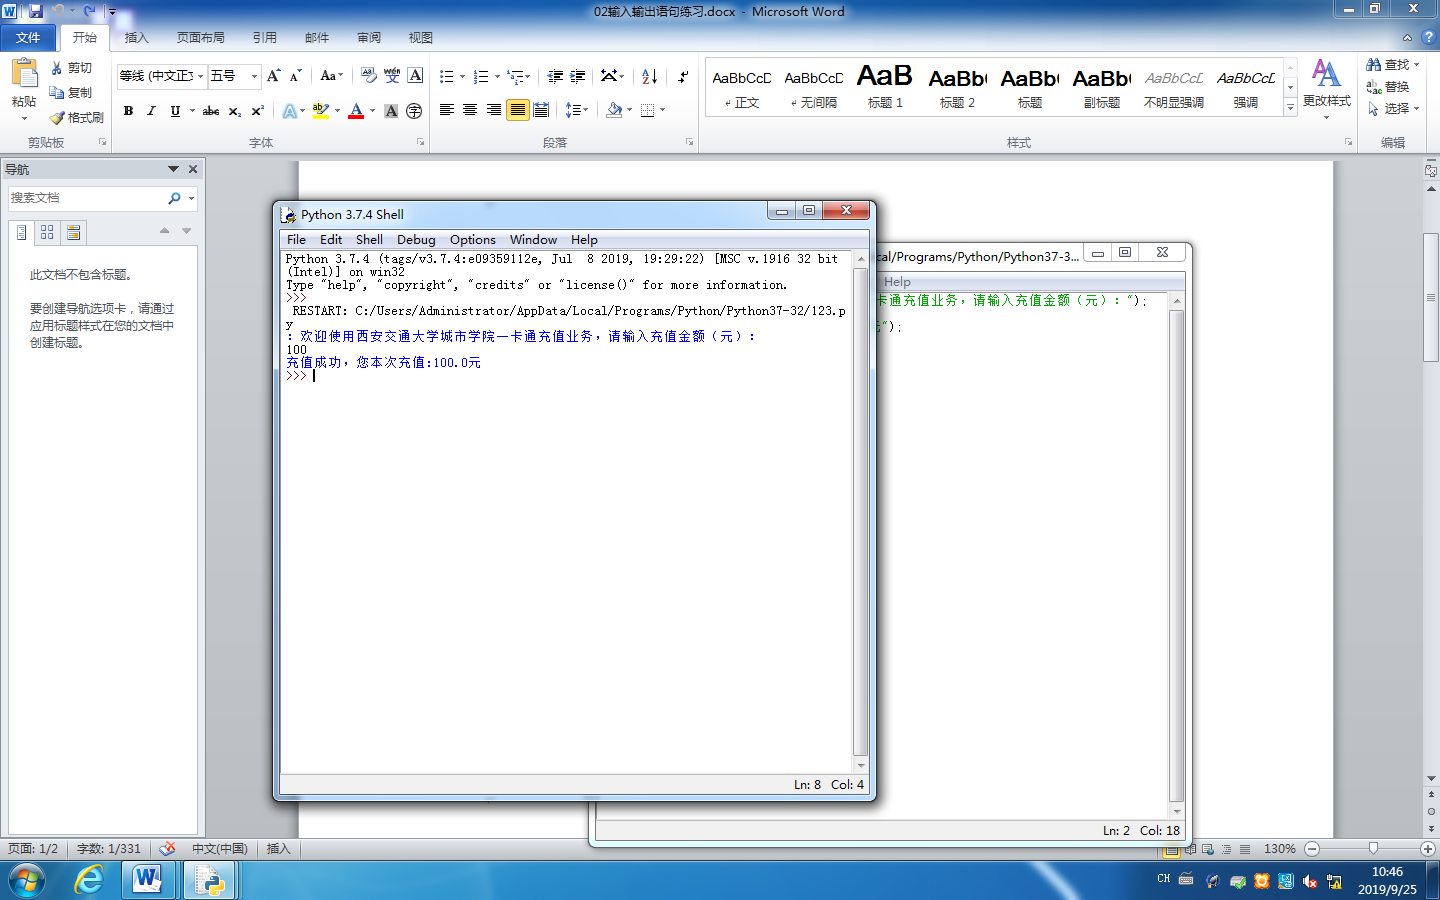 02输入输出语句练习.docx - Microsoft Word
文件 开始 插入 页面布局 引用 邮件 审阅 视图
粘贴 剪切 复制 格式刷
等线 (中文正文 五号
AaBbCcD AaBbCcD AaB AaBb( AaBb( AaBb( AaBbCcD AaBbCcD
正文 无间隔 标题 1 标题 2 标题 副标题 不明显强调 强调
更改样式
查找
替换
选择
剪贴板 字体 段落 样式 编辑
导航
搜索文档
此文档不包含标题。
要创建导航选项卡，请通过
应用标题样式在您的文档中
创建标题。
Python 3.7.4 Shell
File Edit Shell Debug Options Window Help
Python 3.7.4 (tags/v3.7.4:e09359112e, Jul  8 2019, 19:29:22) [MSC v.1916 32 bit
(Intel)] on win32
Type "help", "copyright", "credits" or "license()" for more information.
>>>
RESTART: C:/Users/Administrator/AppData/Local/Programs/Python/Python37-32/123.p
y
：欢迎使用西安交通大学城市学院一卡通充值业务，请输入充值金额（元）：
100
充值成功，您本次充值:100.0元
>>>
Ln: 8 Col: 4
cal/Programs/Python/Python37-3...
Help
卡通充值业务，请输入充值金额（元）：");
元");
Ln: 2 Col: 18
页面: 1/2 字数: 1/331 中文(中国) 插入 130%
CH
10:46
2019/9/25